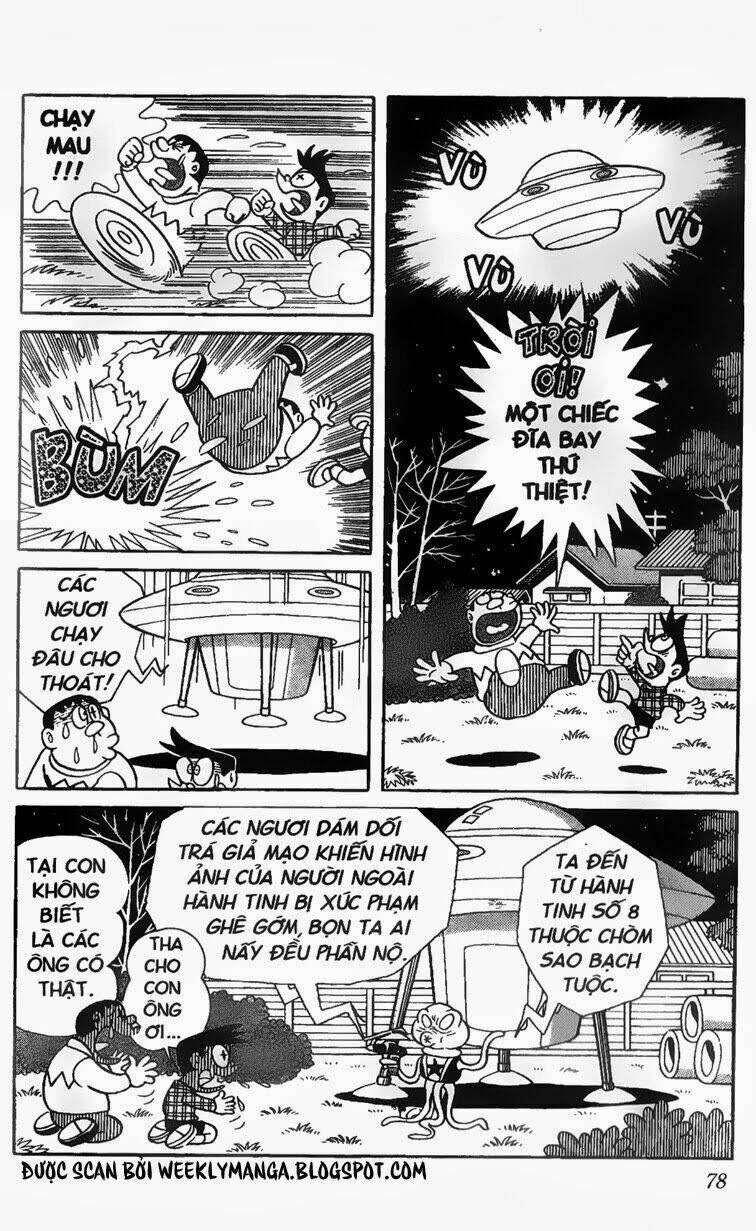 VÙ
VÙ
VÙ
TRỜI
ƠI!
MỘT CHIẾC
ĐĨA BAY
THỨ
THIỆT!
CHẠY
MAU
!!!
BÙM
CÁC
NGƯƠI
CHẠY
ĐÂU CHO
THOÁT!
TA ĐẾN
TỪ HÀNH
TINH SỐ 8
THUỘC CHÒM
SAO BẠCH
TUỘC.
CÁC NGƯƠI DÁM DỐI
TRÁ GIẢ MẠO KHIẾN HÌNH
ẢNH CỦA NGƯỜI NGOÀI
HÀNH TINH BỊ XÚC PHẠM
GHÊ GỚM, BỌN TA AI
NẤY ĐỀU PHẪN NỘ.
THA
CHO
CON
ÔNG
ƠI...
TẠI CON
KHÔNG
BIẾT
LÀ CÁC
ÔNG CÓ
THẬT.
ĐƯỢC SCAN BỞI WEEKLYMANGA.BLOGSPOT.COM
78